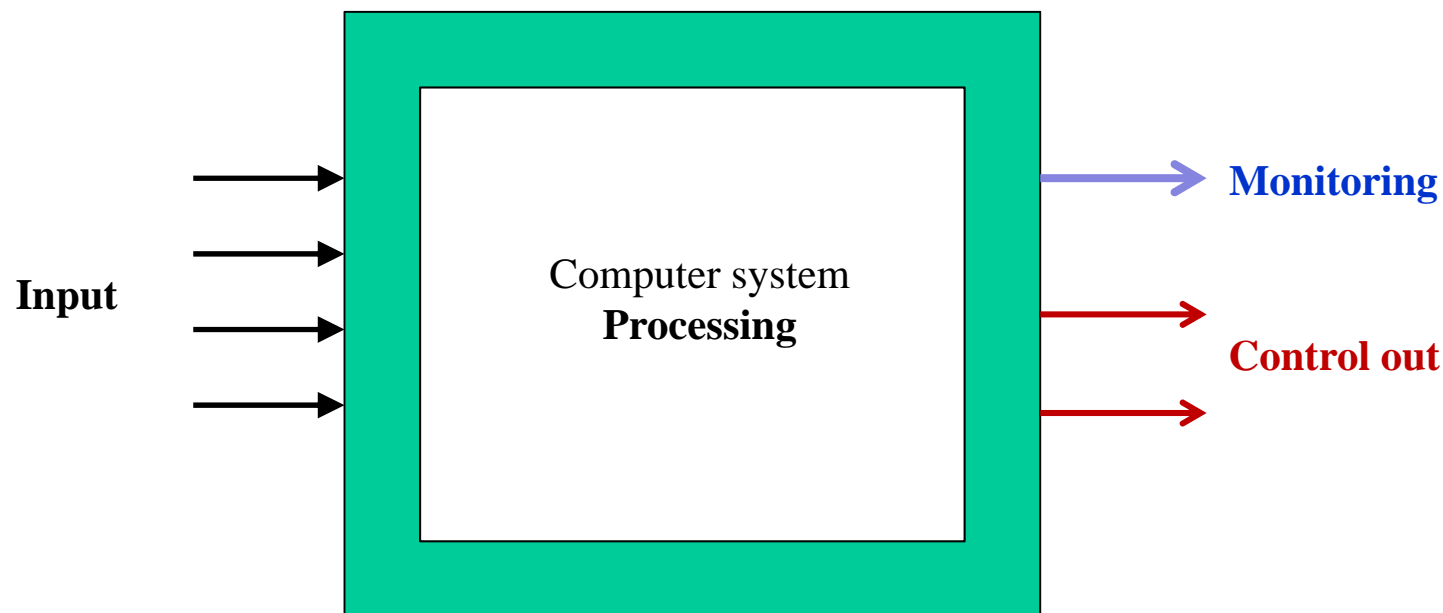 Input
Computer system
Processing
Monitoring
Control out